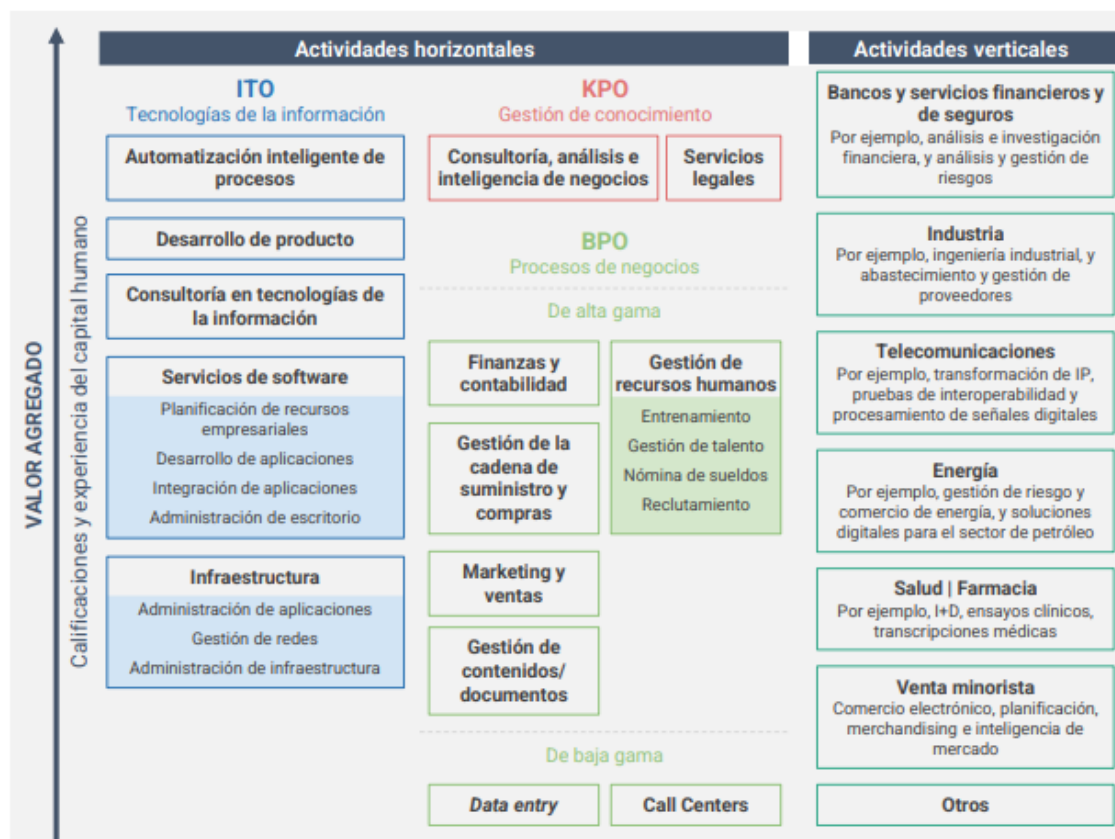 Actividades horizontales
Actividades verticales
VALOR AGREGADO
Calificaciones y experiencia del capital humano
ITO
Tecnologías de la información
Automatización inteligente de
procesos
Desarrollo de producto
Consultoría en tecnologías de
la información
Servicios de software
Planificación de recursos
empresariales
Desarrollo de aplicaciones
Integración de aplicaciones
Administración de escritorio
Infraestructura
Administración de aplicaciones
Gestión de redes
Administración de infraestructura
KPO
Gestión de conocimiento
Consultoría, análisis e
inteligencia de negocios
Servicios
legales
BPO
Procesos de negocios
De alta gama
Finanzas y
contabilidad
Gestión de la
cadena de
suministro y
compras
Marketing y
ventas
Gestión de
contenidos/
documentos
Gestión de
recursos humanos
Entrenamiento
Gestión de talento
Nómina de sueldos
Reclutamiento
De baja gama
Data entry
Call Centers
Bancos y servicios financieros y
de seguros
Por ejemplo, análisis e investigación
financiera, y análisis y gestión de
riesgos
Industria
Por ejemplo, ingeniería industrial, y
abastecimiento y gestión de
proveedores
Telecomunicaciones
Por ejemplo, transformación de IP,
pruebas de interoperabilidad y
procesamiento de señales digitales
Energía
Por ejemplo, gestión de riesgo y
comercio de energía, y soluciones
digitales para el sector de petróleo
Salud | Farmacia
Por ejemplo, I+D, ensayos clínicos,
transcripciones médicas
Venta minorista
Comercio electrónico, planificación,
merchandising e inteligencia de
mercado
Otros